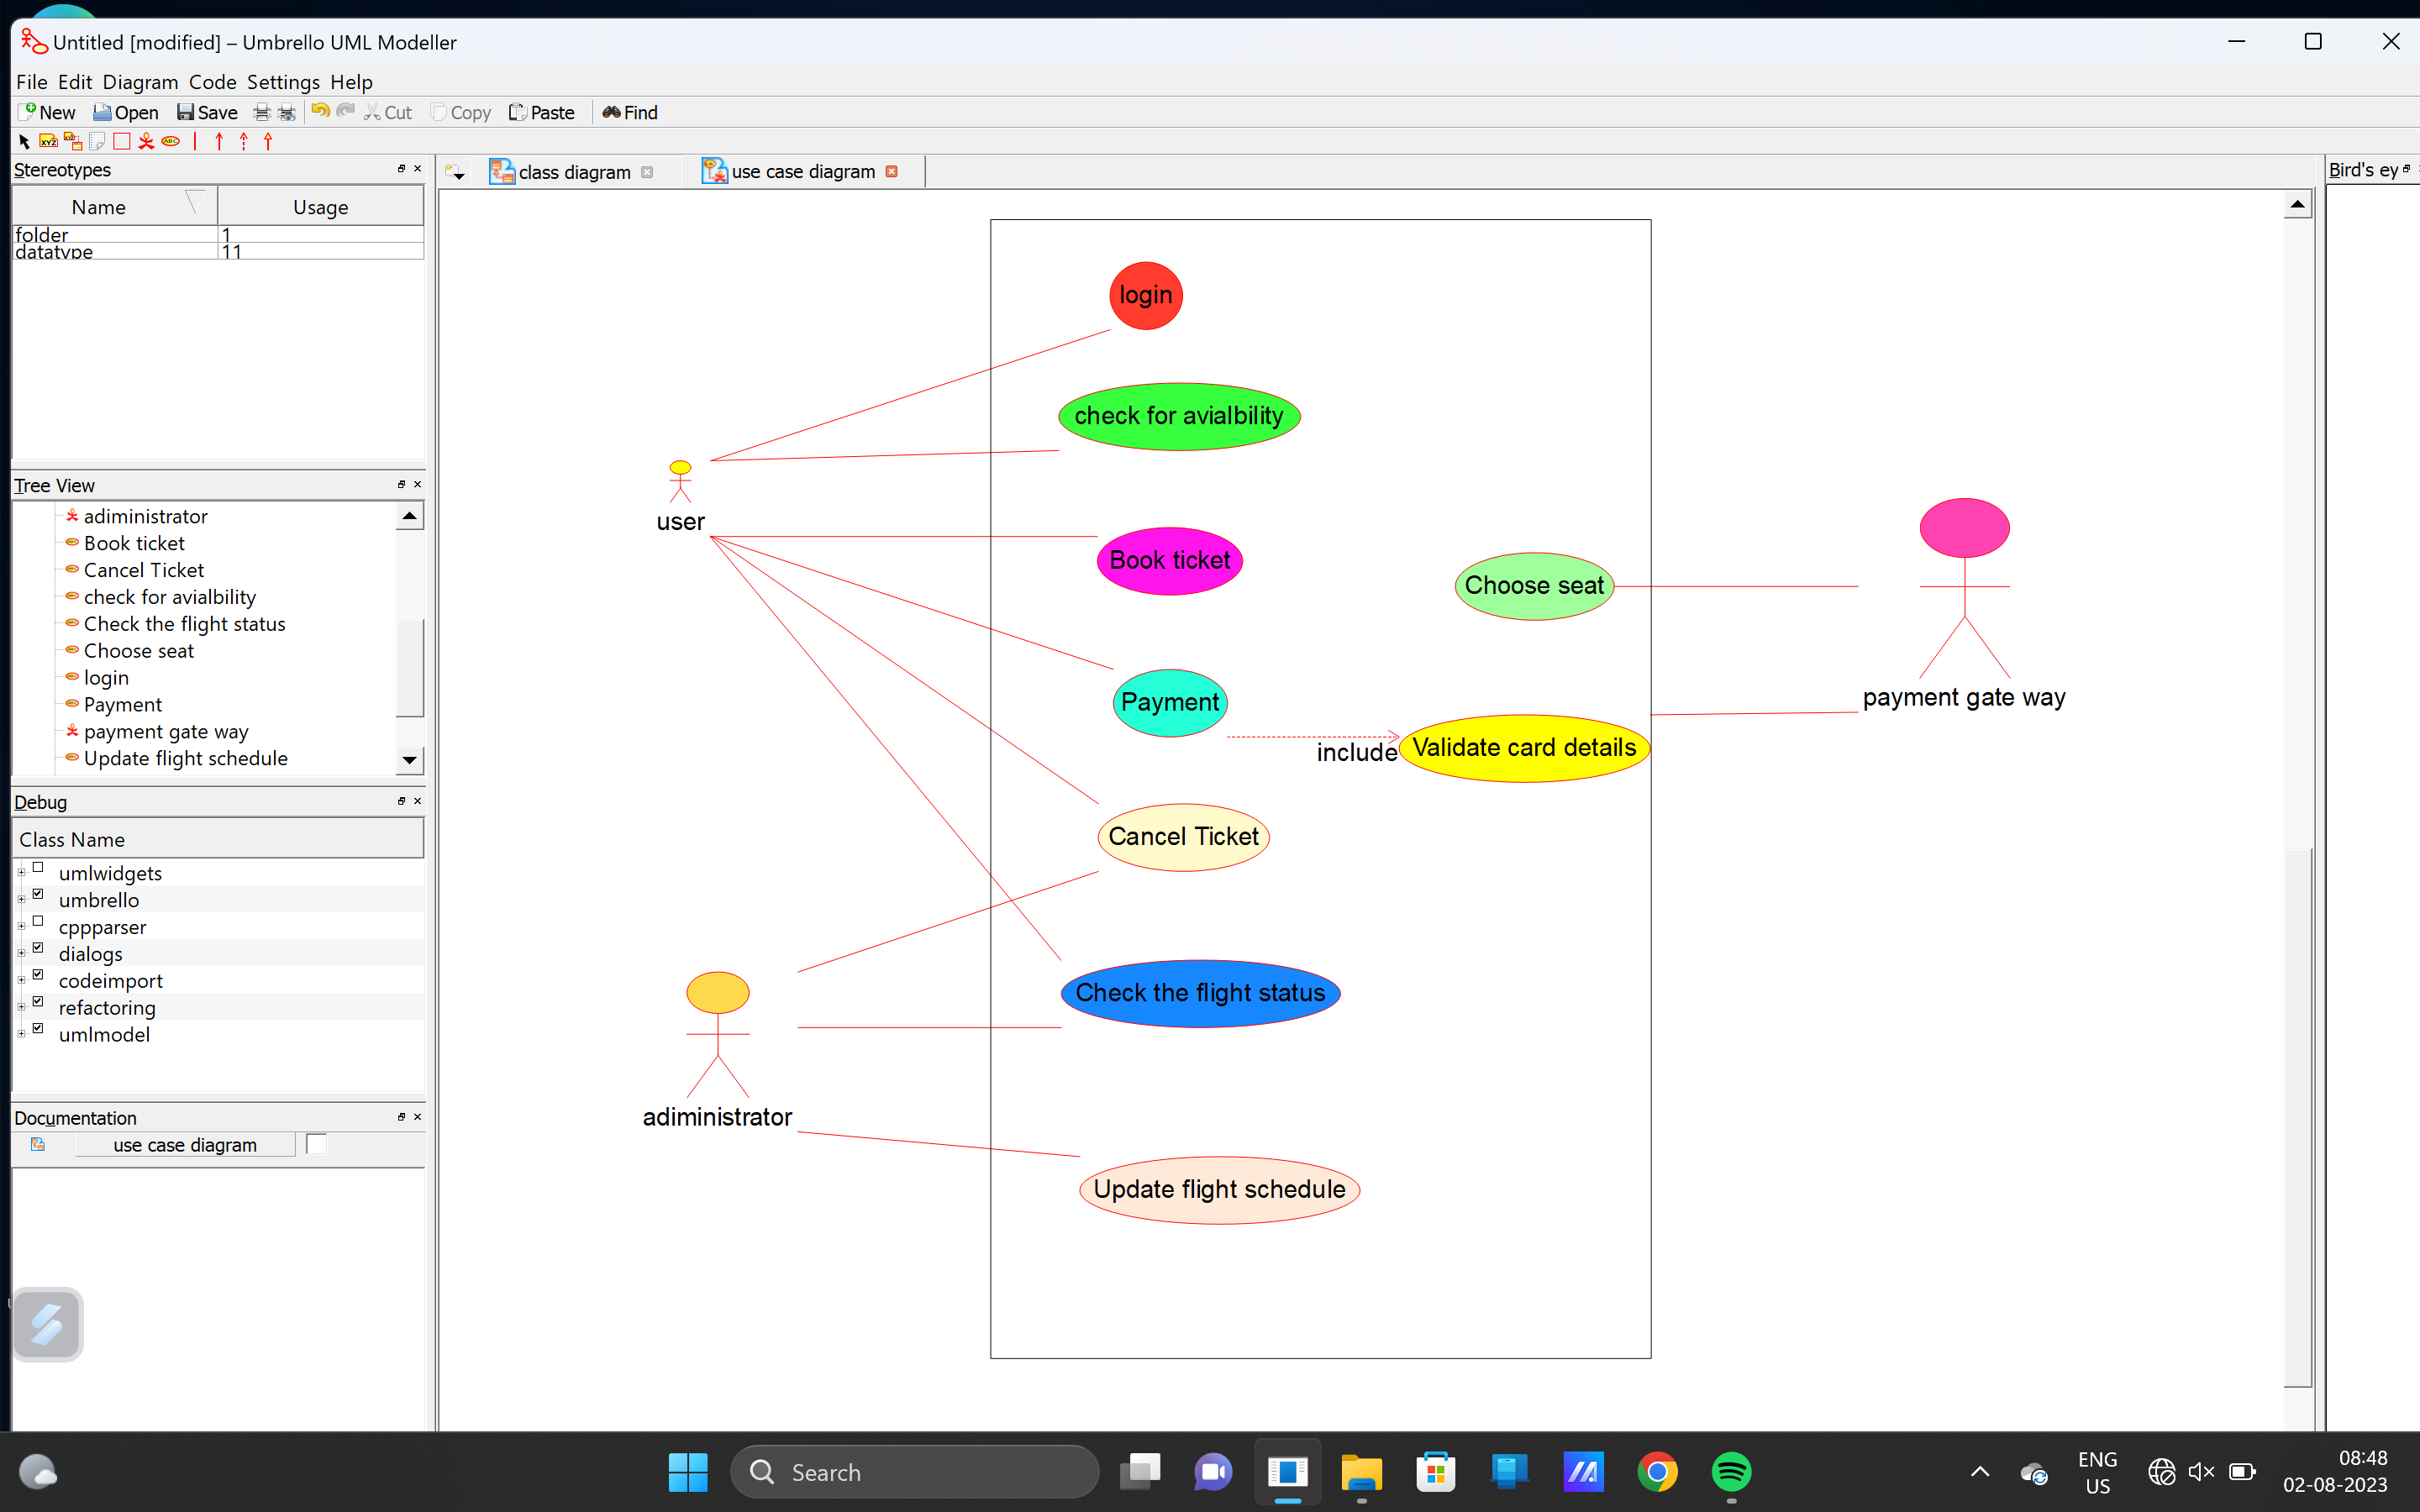 Untitled [modified] – Umbrello UML Modeller
File Edit Diagram Code Settings Help
New Open Save Cut Copy Paste Find
Stereotypes
Name Usage
folder 1
datatype 11
Tree View
adiministrator
Book ticket
Cancel Ticket
check for avialbility
Check the flight status
Choose seat
login
Payment
payment gate way
Update flight schedule
Debug
Class Name
umlwidgets
umbrello
cppparser
dialogs
codeimport
refactoring
umlmodel
Documentation
use case diagram
class diagram
use case diagram
Bird's ey
login
check for avialbility
user
Book ticket
Choose seat
payment gate way
Payment
include
Validate card details
Cancel Ticket
Check the flight status
adiministrator
Update flight schedule
Search
ENG
US
08:48
02-08-2023